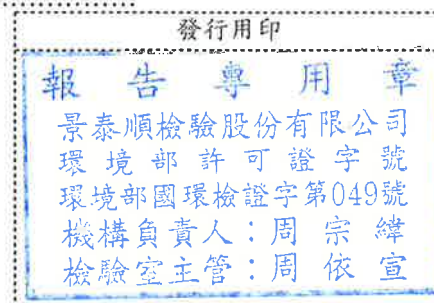 發行用印
報告專用章
景泰順檢驗股份有限公司
環境部許可證字號
環境部國環檢證字第049號
機構負責人：周宗緯
檢驗室主管：周依宣